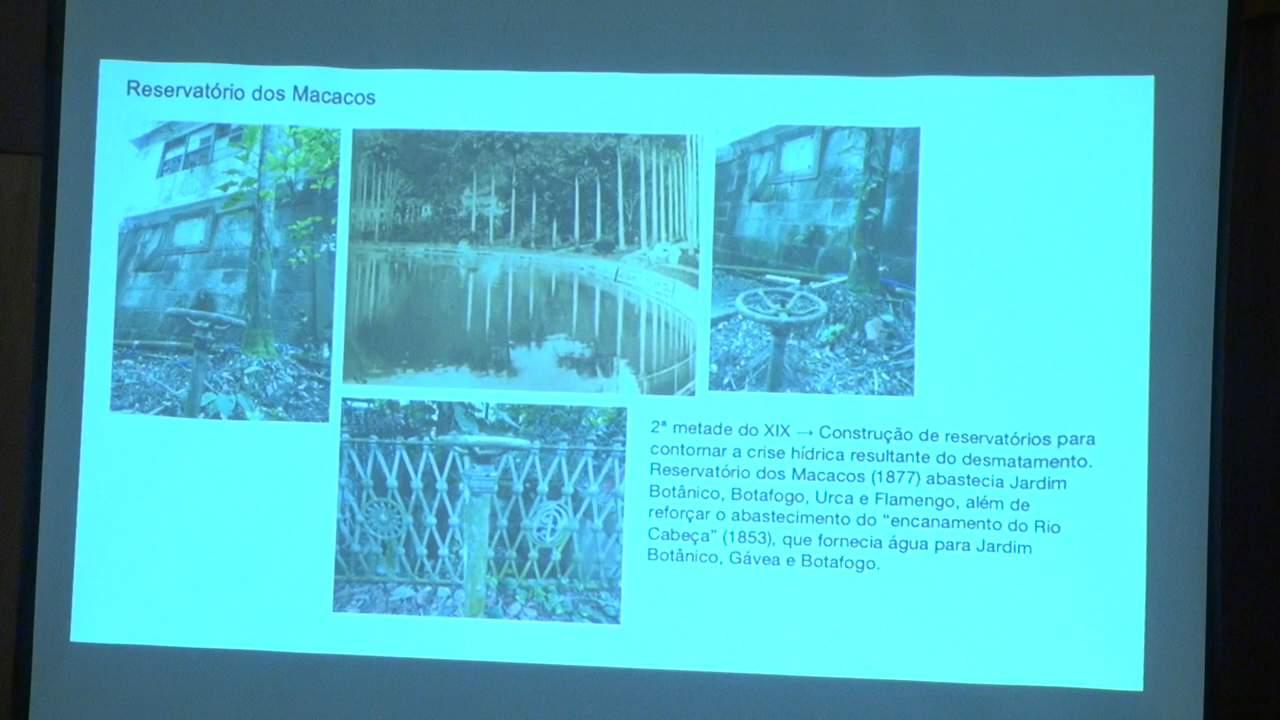 Reservatório dos Macacos
2ª metade do XIX → Construção de reservatórios para
contornar a crise hídrica resultante do desmatamento.
Reservatório dos Macacos (1877) abastecia Jardim
Botânico, Botafogo, Urca e Flamengo, além de
reforçar o abastecimento do “encanamento do Rio
Cabeça” (1853), que fornecia água para Jardim
Botânico, Gávea e Botafogo.